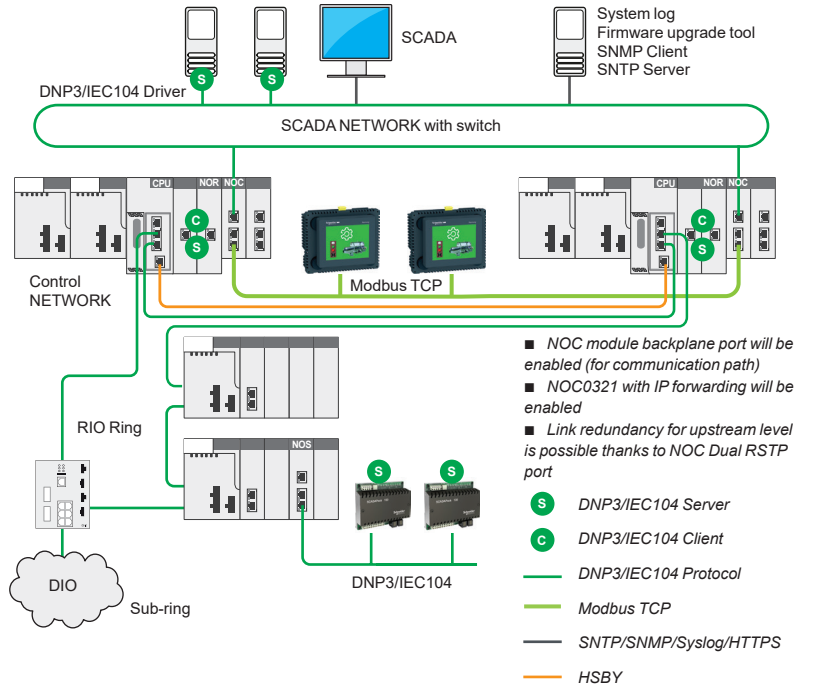 System log
Firmware upgrade tool
SNMP Client
SNTP Server
SCADA
S
S
DNP3/IEC104 Driver
SCADA NETWORK with switch
CPU
NOR
NOC
CPU
NOR
NOC
C
S
C
S
Control
NETWORK
Modbus TCP
■ NOC module backplane port will be
enabled (for communication path)
■ NOC0321 with IP forwarding will be
enabled
■ Link redundancy for upstream level
is possible thanks to NOC Dual RSTP
port
RIO Ring
NOS
S
S
DNP3/IEC104
DIO
Sub-ring
S DNP3/IEC104 Server
C DNP3/IEC104 Client
DNP3/IEC104 Protocol
Modbus TCP
SNTP/SNMP/Syslog/HTTPS
HSBY